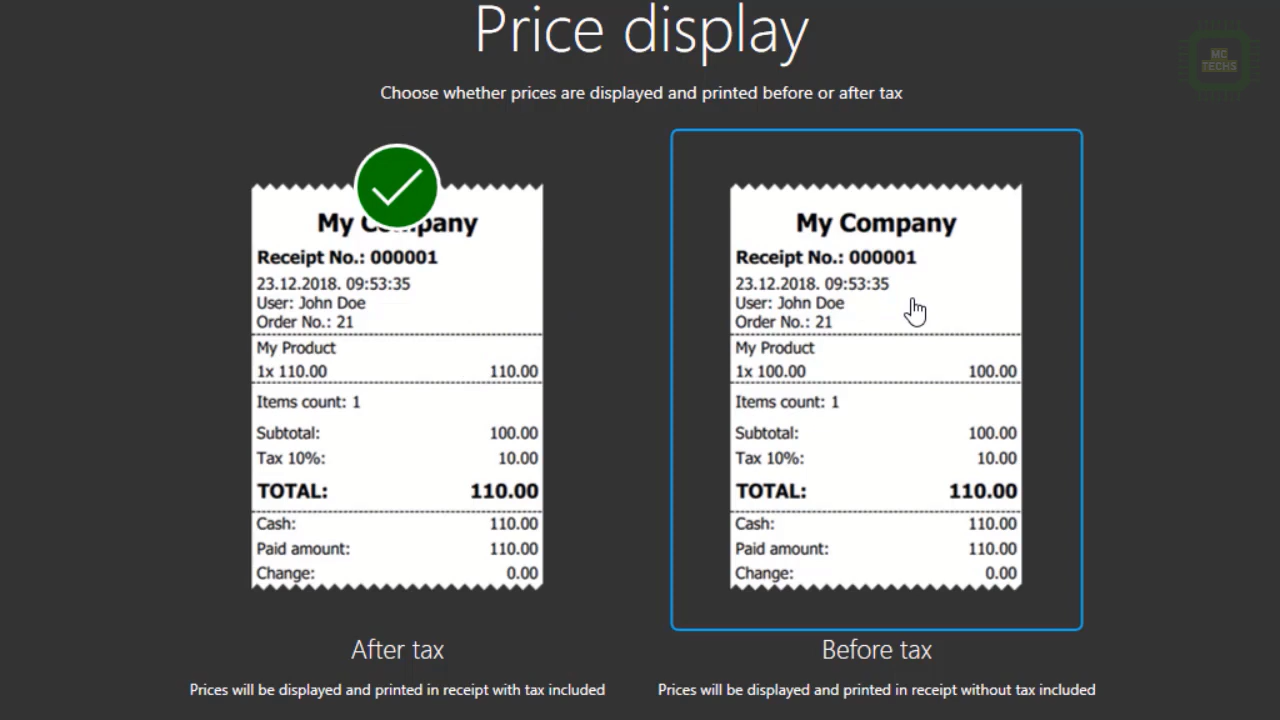 Price display
MC
TECHS
Choose whether prices are displayed and printed before or after tax
My Company
Receipt No.: 000001
23.12.2018. 09:53:35
User: John Doe
Order No.: 21
My Product
1x 110.00 110.00
Items count: 1
Subtotal: 100.00
Tax 10%: 10.00
TOTAL: 110.00
Cash: 110.00
Paid amount: 110.00
Change: 0.00
After tax
Prices will be displayed and printed in receipt with tax included
My Company
Receipt No.: 000001
23.12.2018. 09:53:35
User: John Doe
Order No.: 21
My Product
1x 100.00 100.00
Items count: 1
Subtotal: 100.00
Tax 10%: 10.00
TOTAL: 110.00
Cash: 110.00
Paid amount: 110.00
Change: 0.00
Before tax
Prices will be displayed and printed in receipt without tax included